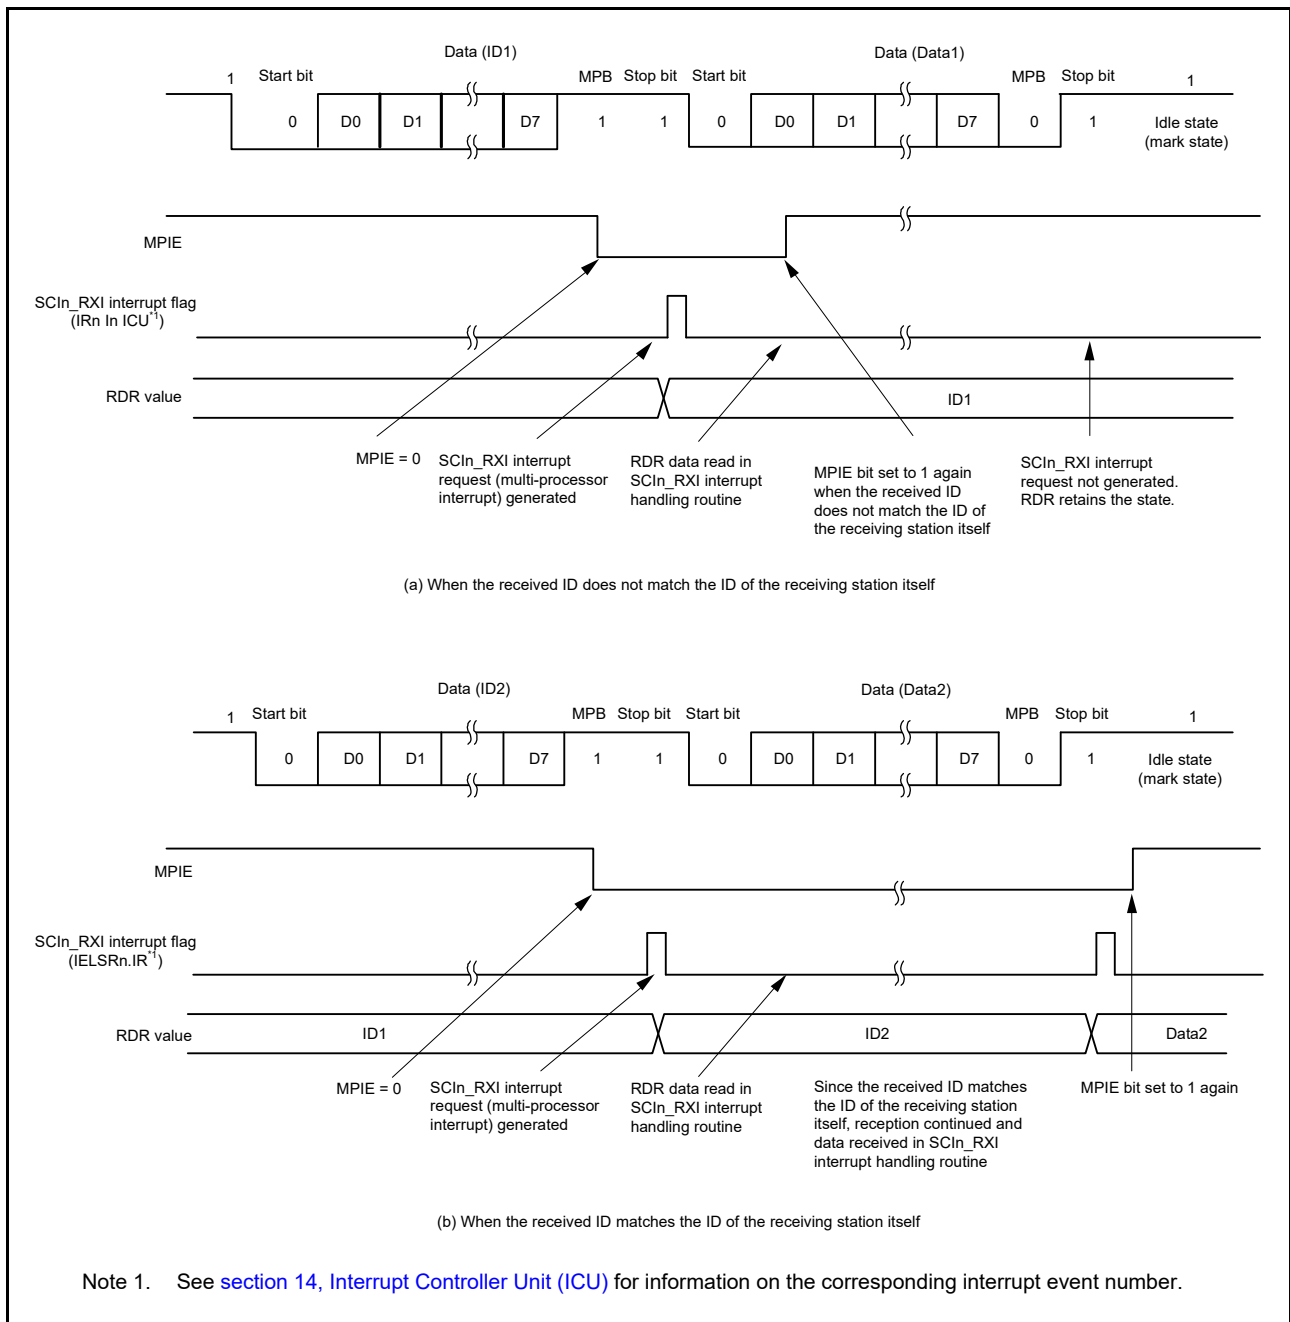 Data (ID1) Data (Data1)
1 Start bit MPB Stop bit Start bit MPB Stop bit 1
0 D0 D1 D7 1 1 0 D0 D1 D7 0 1 Idle state
(mark state)
MPIE
SCIn_RXI interrupt flag
(IRn In ICU*1)
RDR value ID1
MPIE = 0
SCIn_RXI interrupt
request (multi-processor
interrupt) generated
RDR data read in
SCIn_RXI interrupt
handling routine
MPIE bit set to 1 again
when the received ID
does not match the ID of
the receiving station itself
SCIn_RXI interrupt
request not generated.
RDR retains the state.
(a) When the received ID does not match the ID of the receiving station itself
Data (ID2) Data (Data2)
1 Start bit MPB Stop bit Start bit MPB Stop bit 1
0 D0 D1 D7 1 1 0 D0 D1 D7 0 1 Idle state
(mark state)
MPIE
SCIn_RXI interrupt flag
(IELSRn.IR*1)
RDR value ID1 ID2 Data2
MPIE = 0
SCIn_RXI interrupt
request (multi-processor
interrupt) generated
RDR data read in
SCIn_RXI interrupt
handling routine
Since the received ID matches
the ID of the receiving station
itself, reception continued and
data received in SCIn_RXI
interrupt handling routine
MPIE bit set to 1 again
(b) When the received ID matches the ID of the receiving station itself
Note 1. See section 14, Interrupt Controller Unit (ICU) for information on the corresponding interrupt event number.